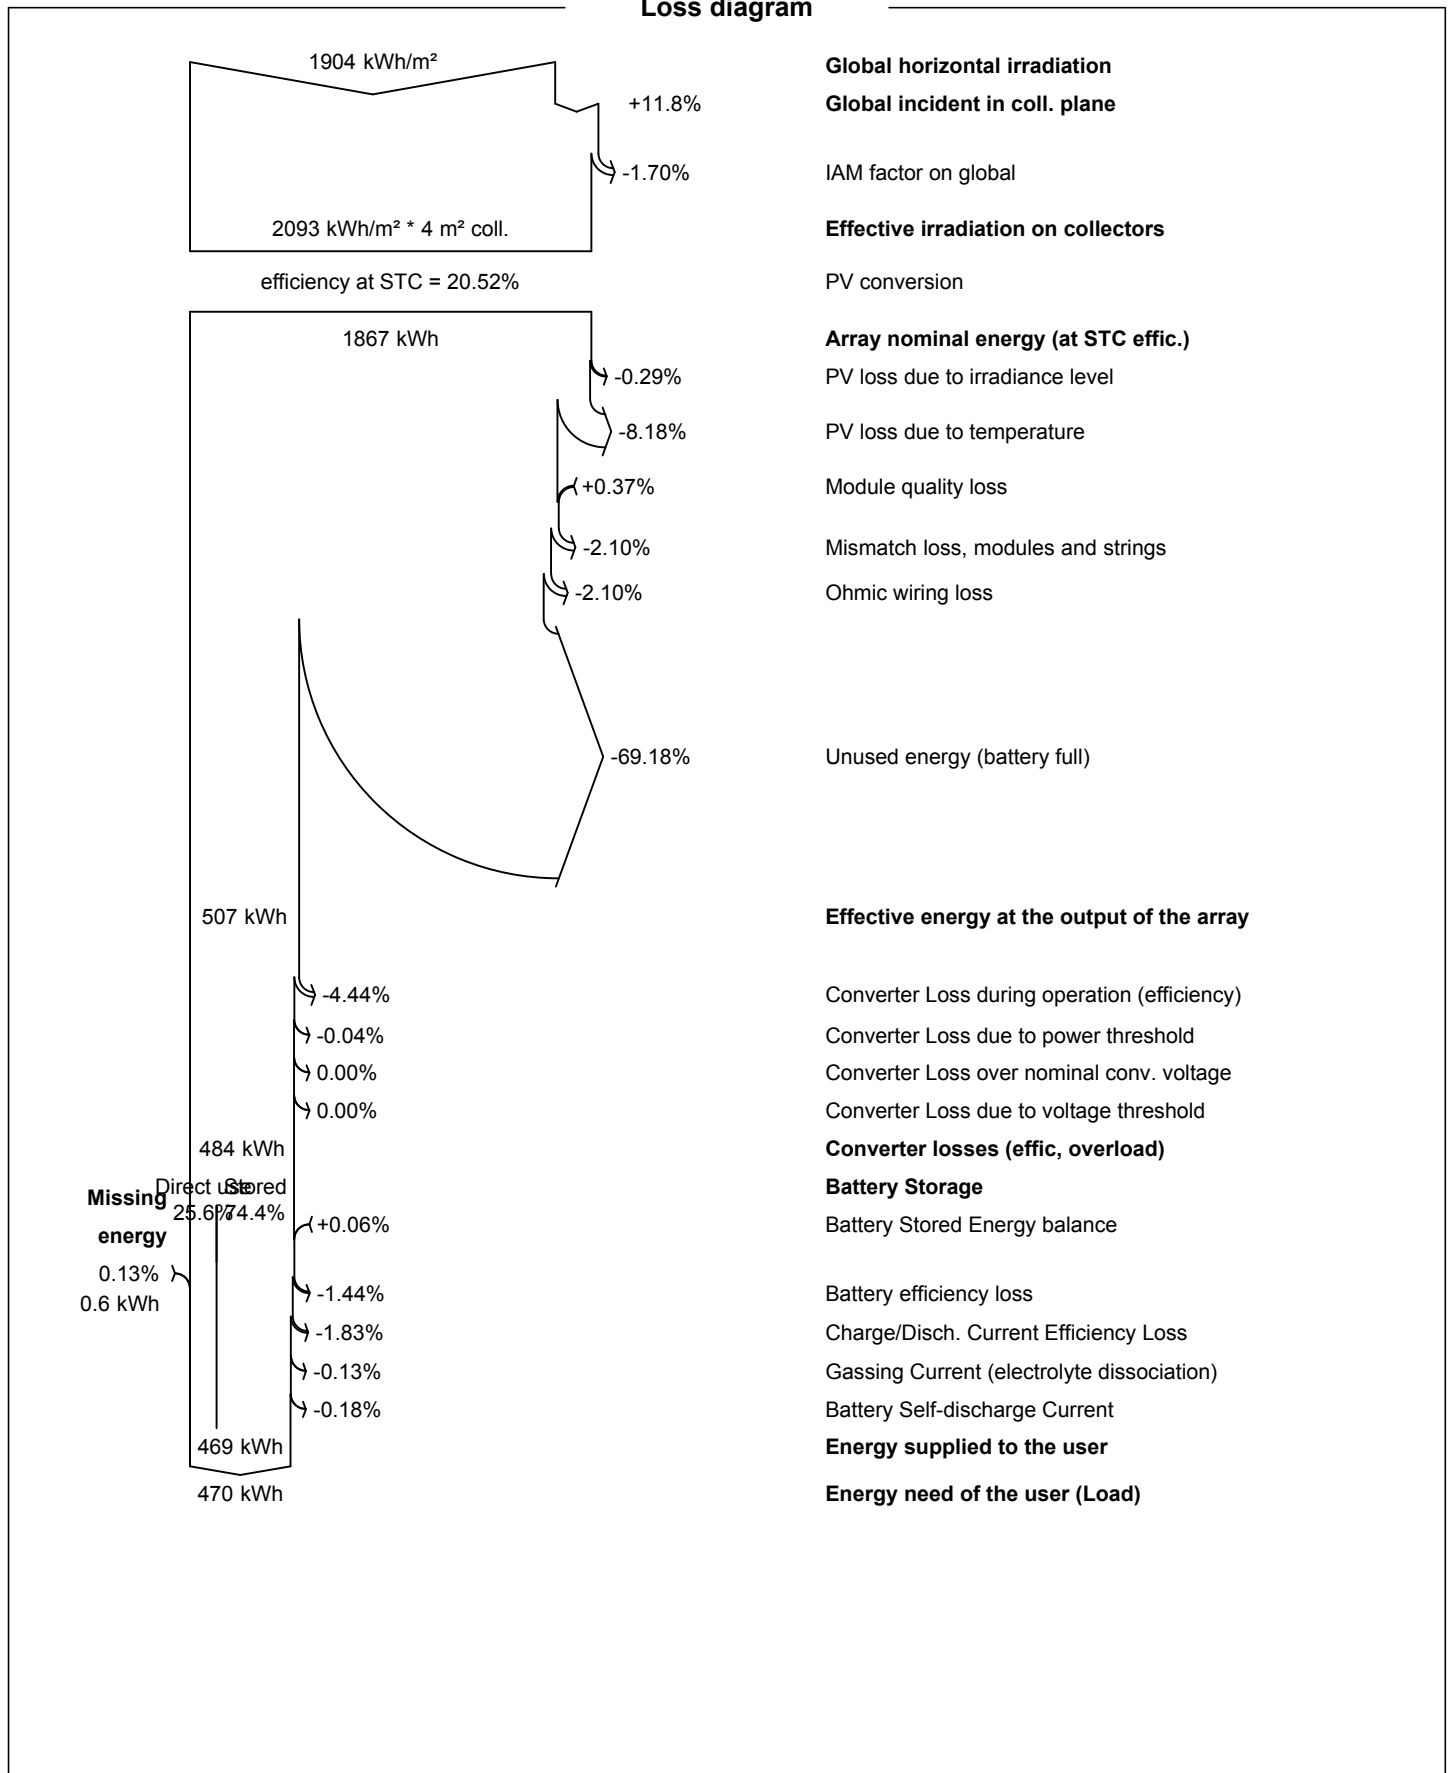 Loss diagram
1904 kWh/m²
Global horizontal irradiation
+11.8%
Global incident in coll. plane
-1.70%
IAM factor on global
2093 kWh/m² * 4 m² coll.
Effective irradiation on collectors
efficiency at STC = 20.52%
PV conversion
1867 kWh
Array nominal energy (at STC effic.)
-0.29%
PV loss due to irradiance level
-8.18%
PV loss due to temperature
+0.37%
Module quality loss
-2.10%
Mismatch loss, modules and strings
-2.10%
Ohmic wiring loss
-69.18%
Unused energy (battery full)
507 kWh
Effective energy at the output of the array
-4.44%
Converter Loss during operation (efficiency)
-0.04%
Converter Loss due to power threshold
0.00%
Converter Loss over nominal conv. voltage
0.00%
Converter Loss due to voltage threshold
484 kWh
Converter losses (effic, overload)
Missing
energy
0.13%
0.6 kWh
Direct use
25.6%
Stored
74.4%
Battery Storage
+0.06%
Battery Stored Energy balance
-1.44%
Battery efficiency loss
-1.83%
Charge/Disch. Current Efficiency Loss
-0.13%
Gassing Current (electrolyte dissociation)
-0.18%
Battery Self-discharge Current
469 kWh
Energy supplied to the user
470 kWh
Energy need of the user (Load)